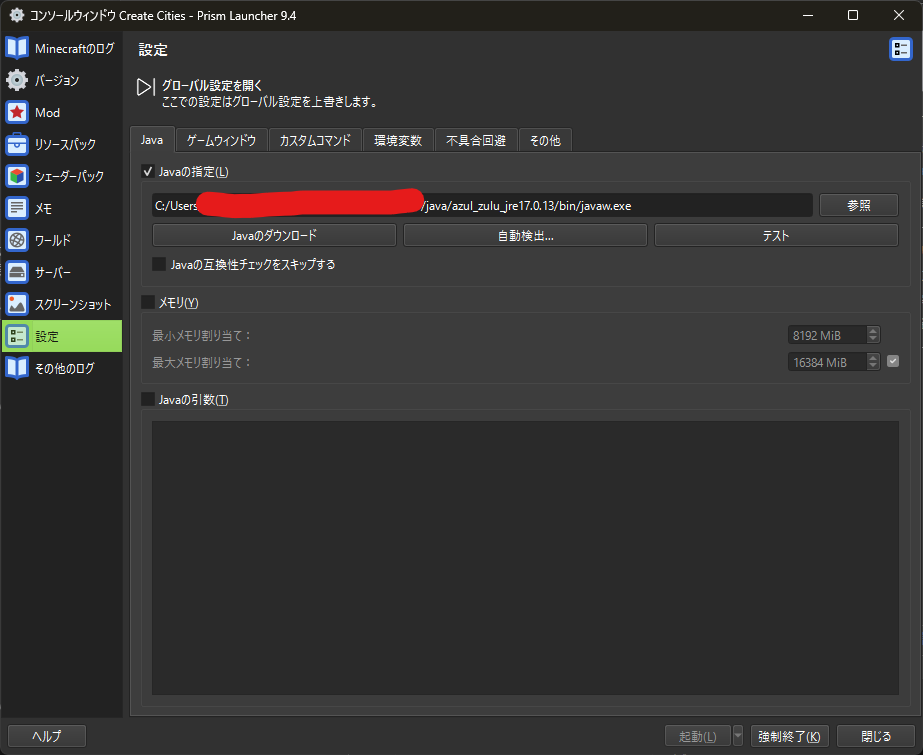 コンソールウィンドウ Create Cities - Prism Launcher 9.4
Minecraftのログ
バージョン
Mod
リソースパック
シェーダーパック
メモ
ワールド
サーバー
スクリーンショット
設定
その他のログ
設定
グローバル設定を開く
ここでの設定はグローバル設定を上書きします。
Java ゲームウィンドウ カスタムコマンド 環境変数 不具合回避 その他
Javaの指定(L)
C:/Users /java/azul_zulu_jre17.0.13/bin/javaw.exe 参照
Javaのダウンロード 自動検出... テスト
Javaの互換性チェックをスキップする
メモリ(Y)
最小メモリ割り当て： 8192 MiB
最大メモリ割り当て： 16384 MiB
Javaの引数(T)
ヘルプ 起動(L) 強制終了(K) 閉じる